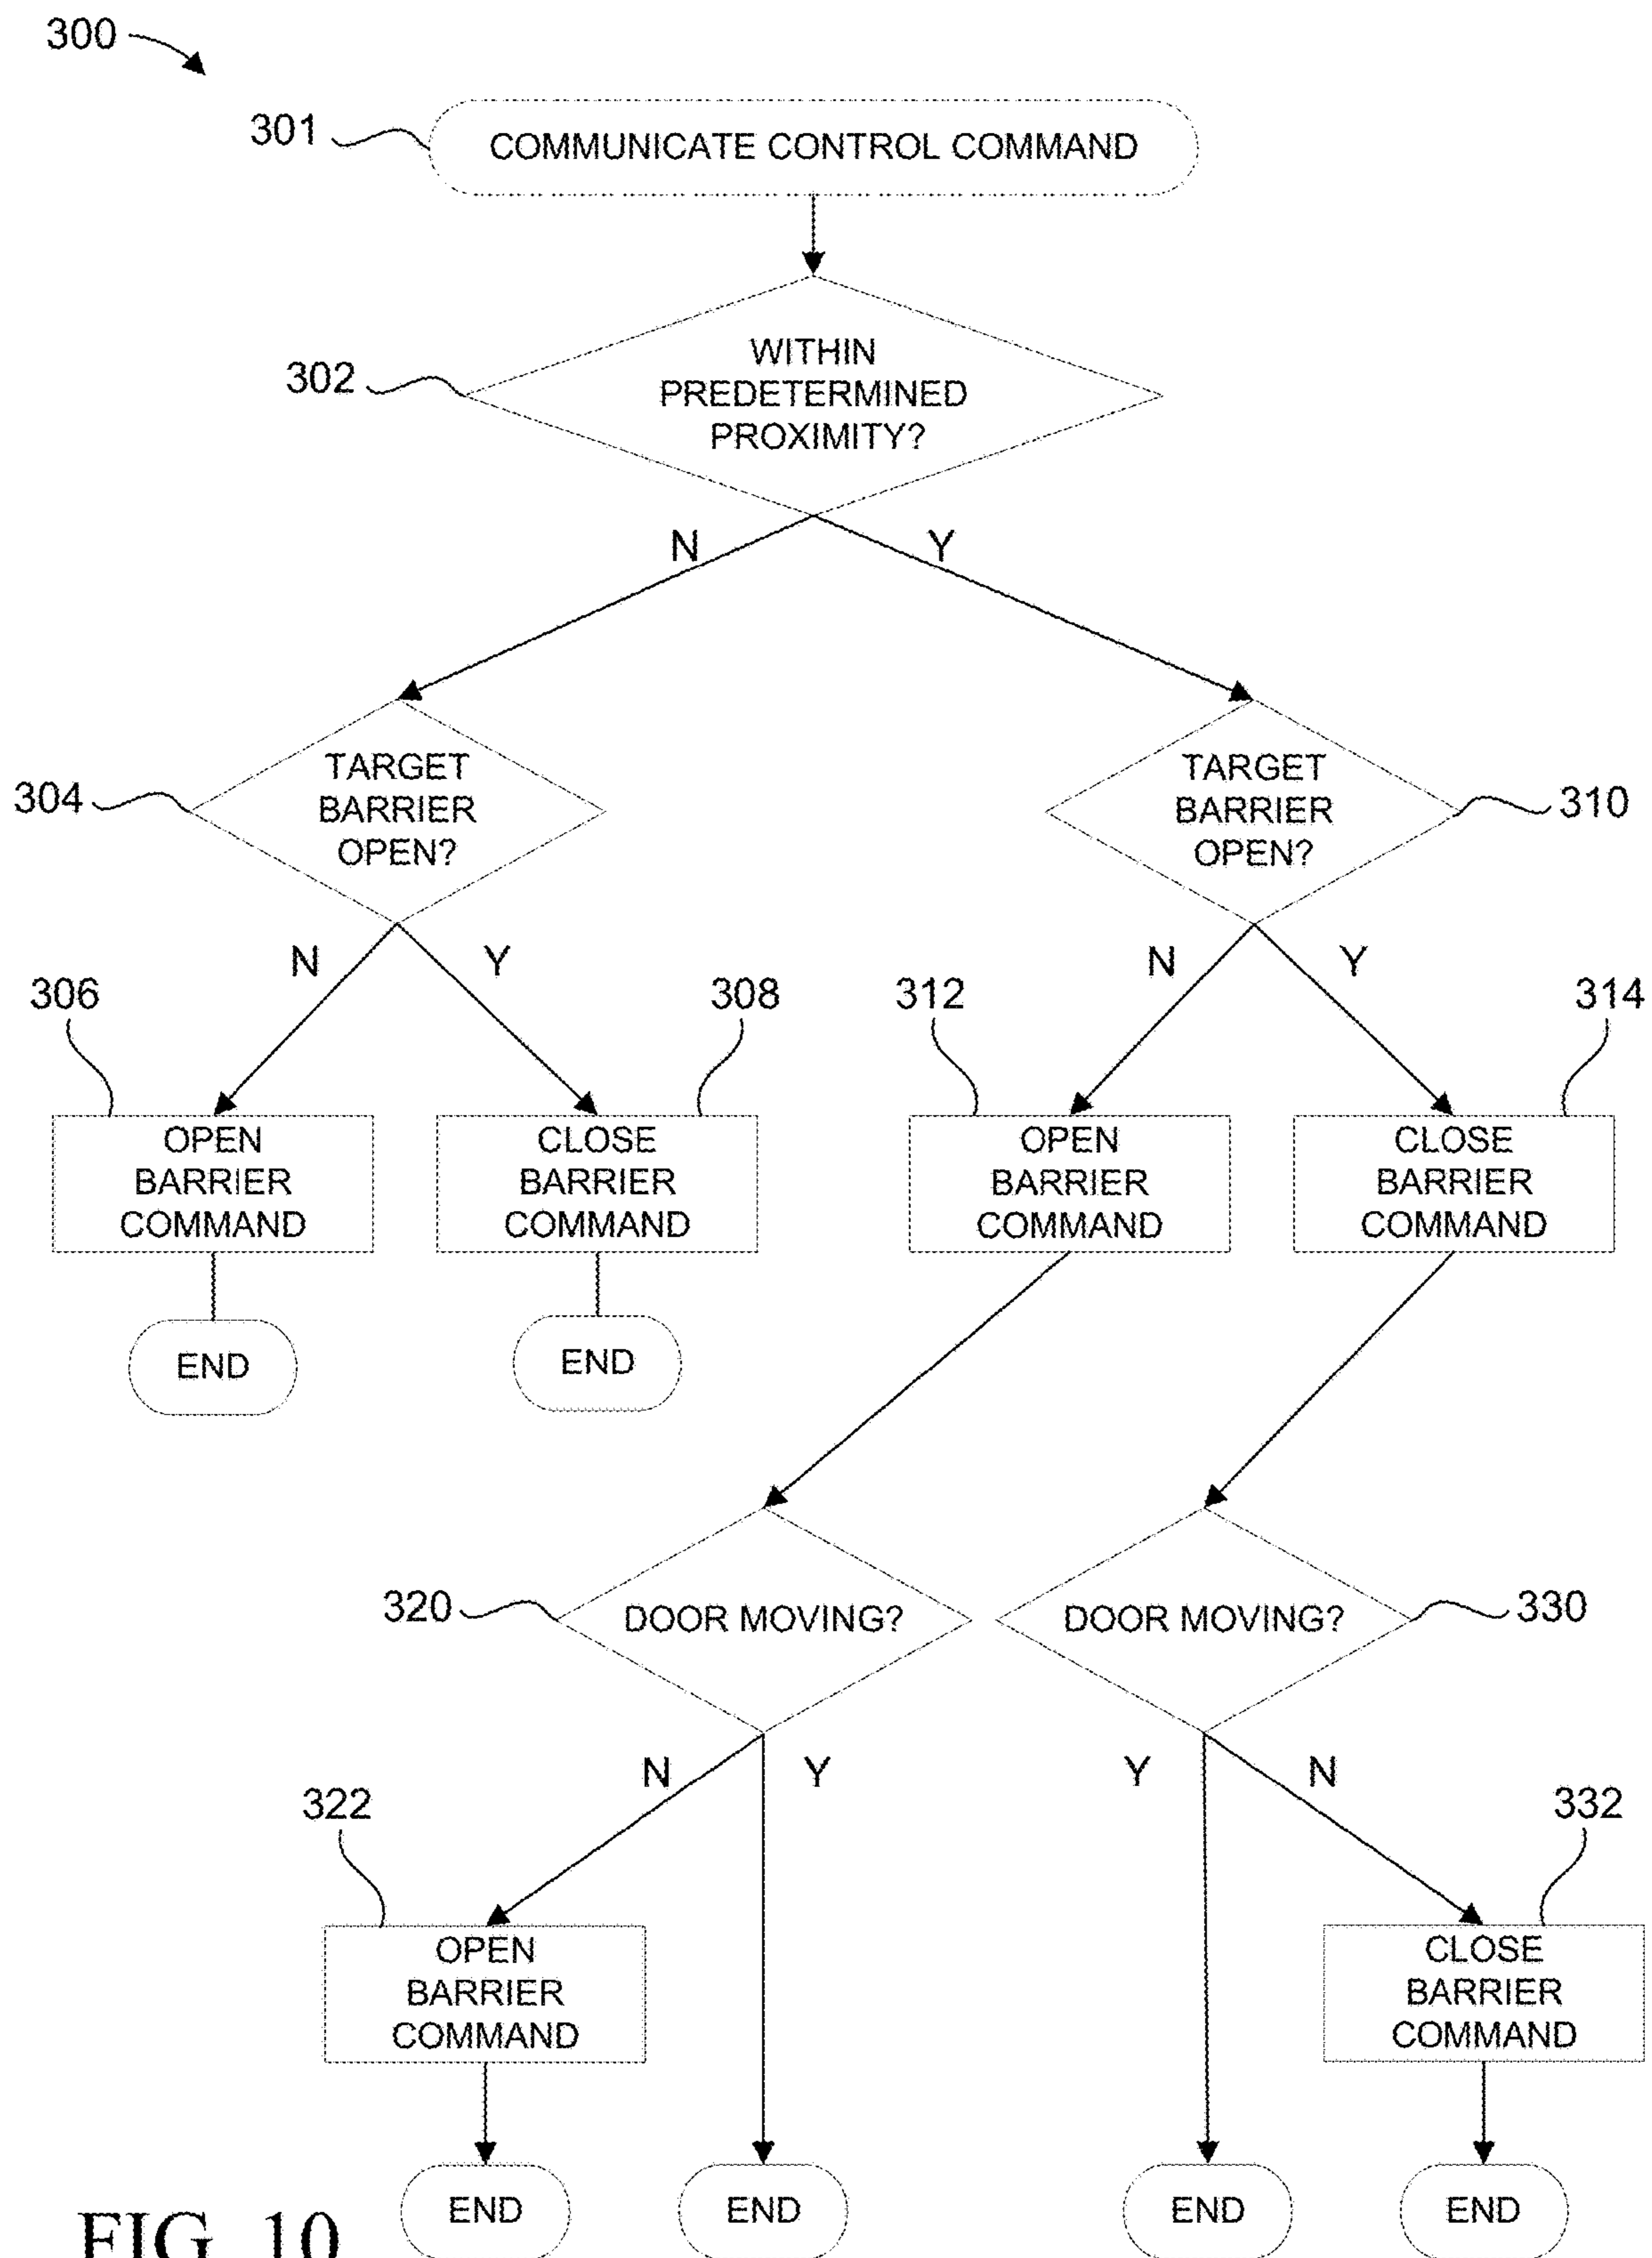 300
301
COMMUNICATE CONTROL COMMAND
302
WITHIN
PREDETERMINED
PROXIMITY?
N
Y
304
TARGET
BARRIER
OPEN?
TARGET
BARRIER
OPEN?
310
N
Y
N
Y
306
308
312
314
OPEN
BARRIER
COMMAND
CLOSE
BARRIER
COMMAND
OPEN
BARRIER
COMMAND
CLOSE
BARRIER
COMMAND
END
END
320
DOOR MOVING?
DOOR MOVING?
330
N
Y
Y
N
322
332
OPEN
BARRIER
COMMAND
CLOSE
BARRIER
COMMAND
END
END
END
END
FIG. 10